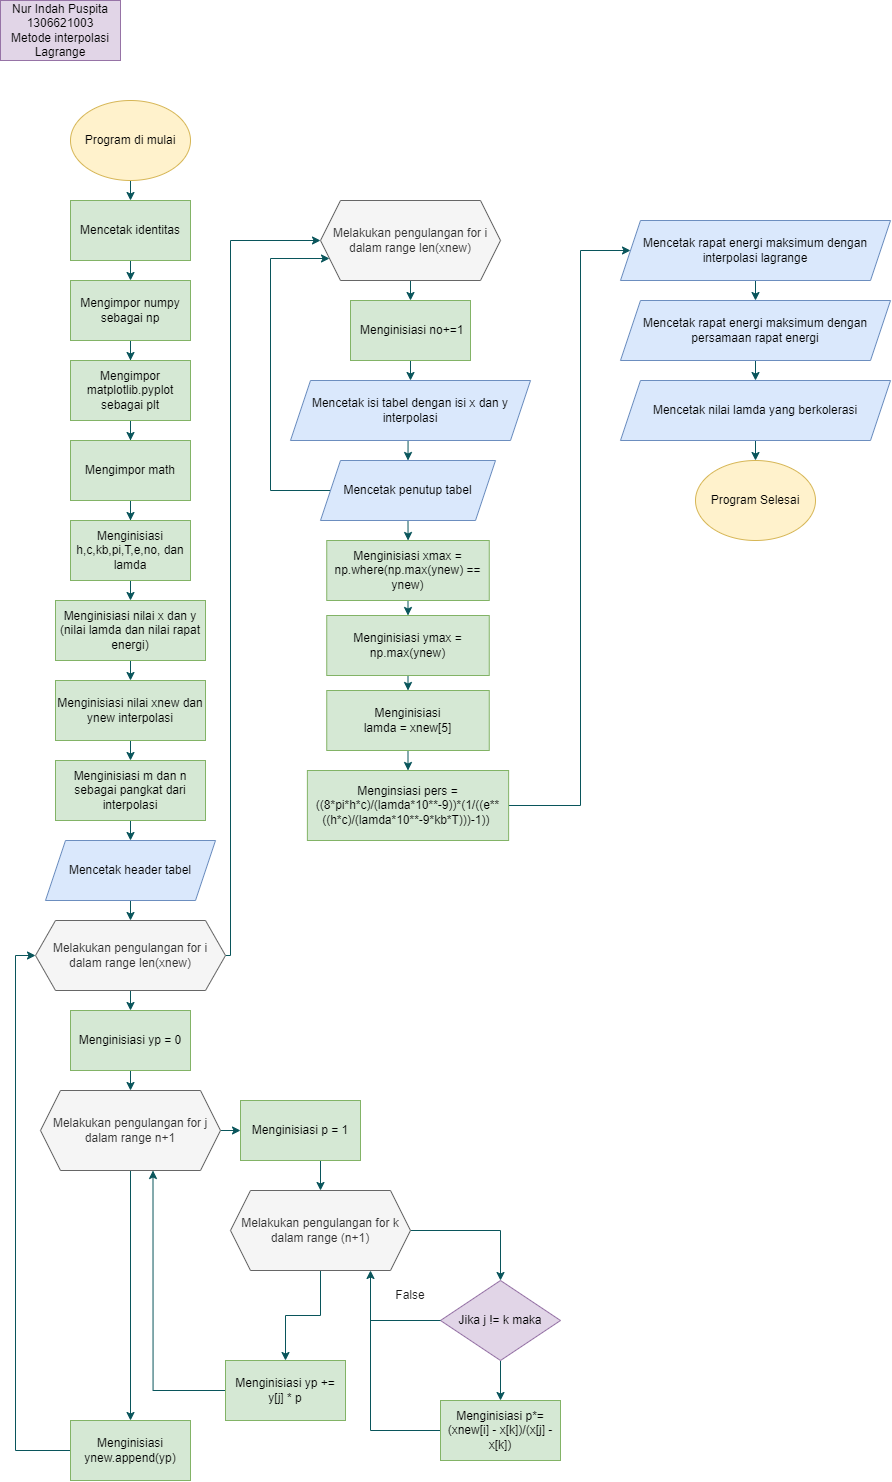 Nur Indah Puspita
1306621003
Metode interpolasi
Lagrange
Program di mulai
Mencetak identitas
Mengimpor numpy
sebagai np
Mengimpor
matplotlib.pyplot
sebagai plt
Mengimpor math
Menginisiasi
h,c,kb,pi,T,e,no, dan
lamda
Menginisiasi nilai x dan y
(nilai lamda dan nilai rapat
energi)
Menginisiasi nilai xnew dan
ynew interpolasi
Menginisiasi m dan n
sebagai pangkat dari
interpolasi
Mencetak header tabel
Melakukan pengulangan for i
dalam range len(xnew)
Menginisiasi yp = 0
Melakukan pengulangan for j
dalam range n+1
Menginisiasi p = 1
Melakukan pengulangan for k
dalam range (n+1)
False
Jika j != k maka
Menginisiasi p*=
(xnew[i] - x[k])/(x[j] -
x[k])
Menginisiasi yp +=
y[j] * p
Menginisiasi
ynew.append(yp)
Melakukan pengulangan for i
dalam range len(xnew)
Menginisiasi no+=1
Mencetak isi tabel dengan isi x dan y
interpolasi
Mencetak penutup tabel
Menginisiasi xmax =
np.where(np.max(ynew) ==
ynew)
Menginisiasi ymax =
np.max(ynew)
Menginisiasi
lamda = xnew[5]
Menginsiasi pers =
((8*pi*h*c)/(lamda*10**-9))*(1/((e**
((h*c)/(lamda*10**-9*kb*T)))-1))
Mencetak rapat energi maksimum dengan
interpolasi lagrange
Mencetak rapat energi maksimum dengan
persamaan rapat energi
Mencetak nilai lamda yang berkolerasi
Program Selesai